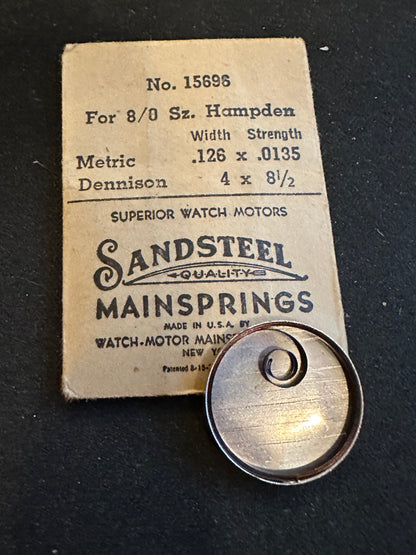 No. 15696
For 8/0 Sz. Hampden
Width Strength
Metric .126 x .0135
Dennison 4 x 8½
SUPERIOR WATCH MOTORS
SANDSTEEL
QUALITY
MAINSPRINGS
MADE IN U.S.A. BY
WATCH-MOTOR
NEW
Patented